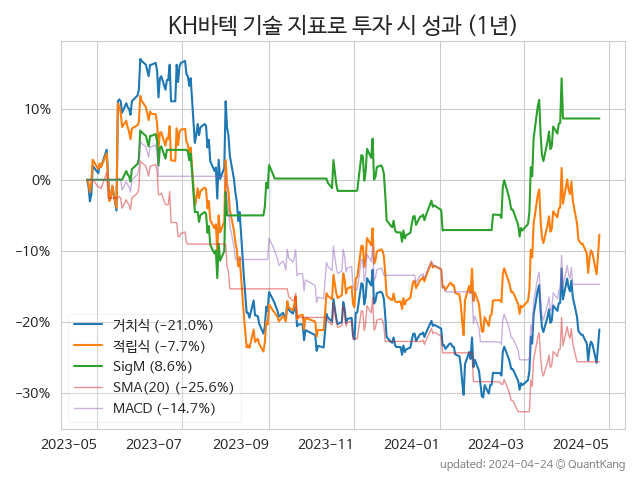 KH바텍 기술 지표로 투자 시 성과 (1년)
10%
0%
−10%
−20%
−30%
거치식 (−21.0%)
적립식 (−7.7%)
SigM (8.6%)
SMA(20) (−25.6%)
MACD (−14.7%)
2023−05 2023−07 2023−09 2023−11 2024−01 2024−03 2024−05
updated: 2024−04−24 © QuantKang